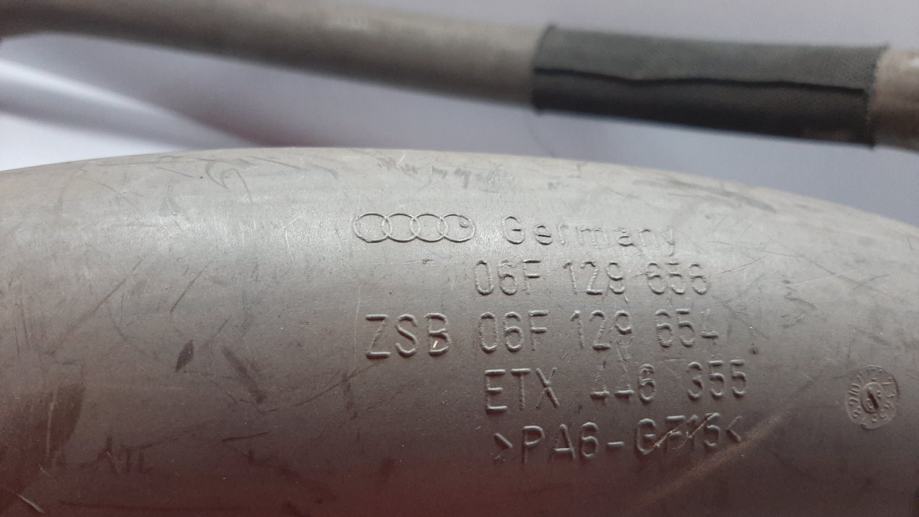 Germany
06F 129 656
ZSB 06F 129 654
ETX 446 355
>PA6-GF15<